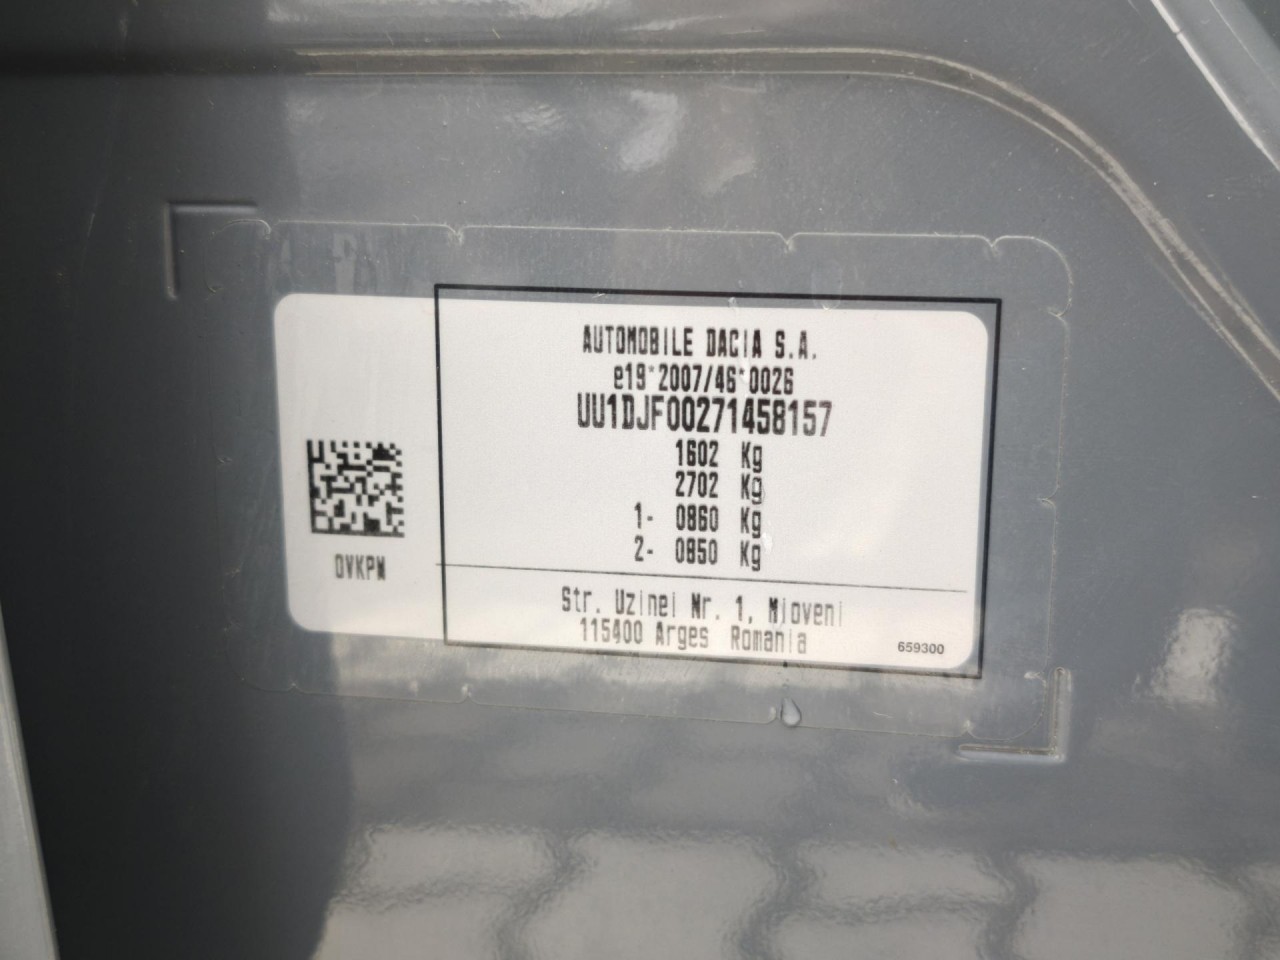 AUTOMOBILE DACIA S.A.
e19*2007/46*0026
UU1DJF00271458157
1602 Kg
2702 Kg
1- 0860 Kg
2- 0850 Kg
OVKPW
Str. Uzinei Nr. 1, Mioveni
115400 Arges Romania
659300